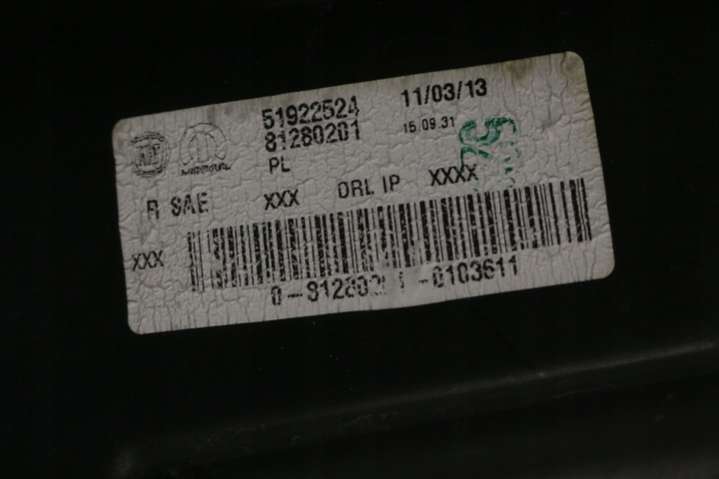 51922524 11/03/13
81280201 15.09.31
PL
R SAE XXX DRL IP XXXX
XXX